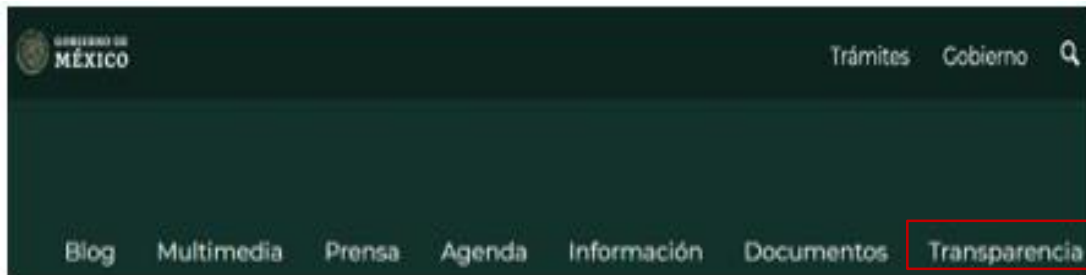 GOBIERNO DE
MÉXICO
Trámites Gobierno
Blog Multimedia Prensa Agenda Información Documentos Transparencia